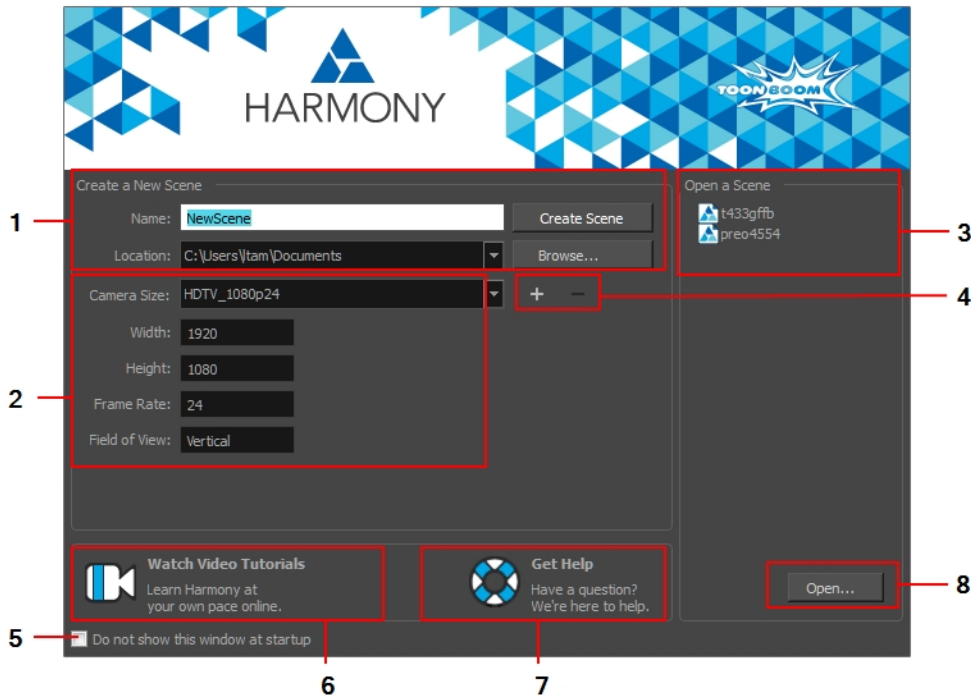 HARMONY
TOON BOOM
Create a New Scene
Name: NewScene Create Scene
Location: C:\Users\ltam\Documents Browse...
Camera Size: HDTV_1080p24 + −
Width: 1920
Height: 1080
Frame Rate: 24
Field of View: Vertical
Open a Scene
t433gffb
preo4554
Watch Video Tutorials
Learn Harmony at
your own pace online.
Get Help
Have a question?
We're here to help.
Open...
Do not show this window at startup
1
2
3
4
5
6
7
8